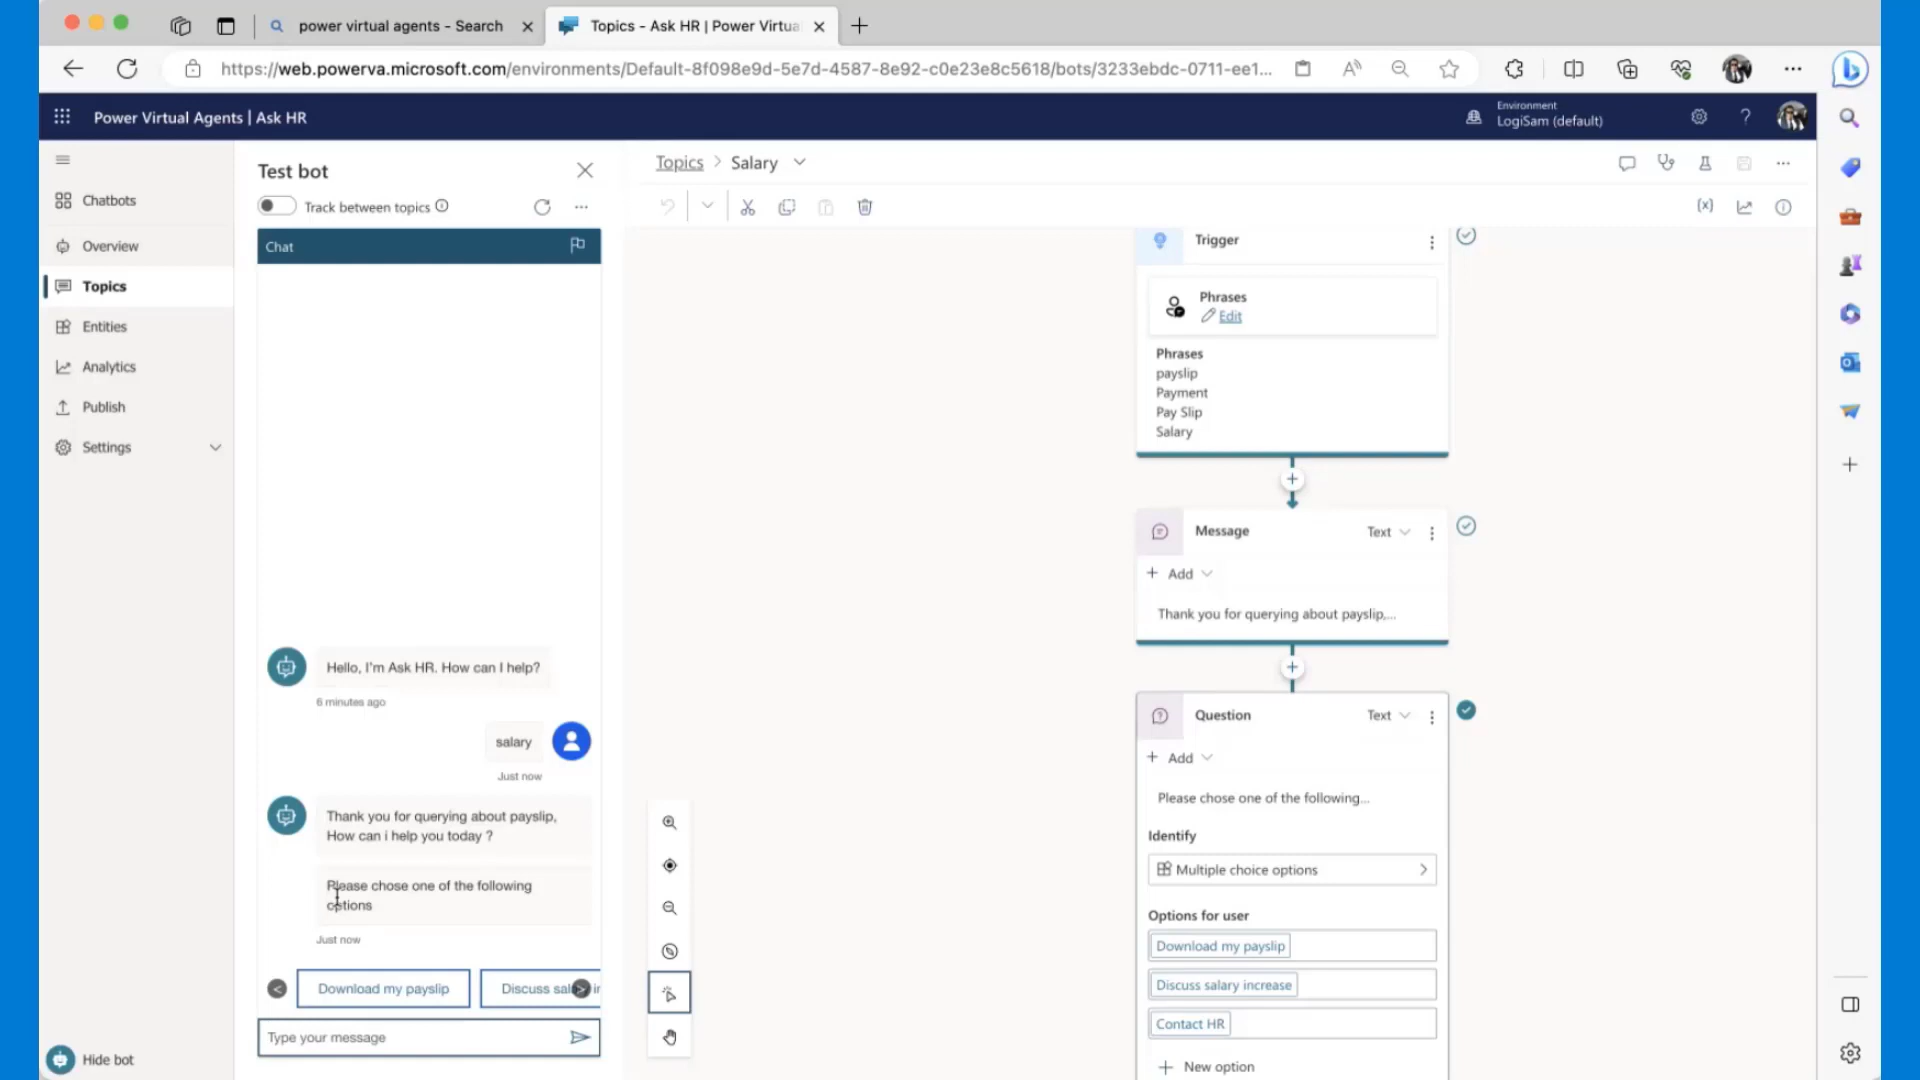 power virtual agents - Search
Topics - Ask HR | Power Virtua
https://web.powerva.microsoft.com/environments/Default-8f098e9d-5e7d-4587-8e92-c0e23e8c5618/bots/3233ebdc-0711-ee1...
Power Virtual Agents | Ask HR
Environment
LogiSam (default)
Chatbots
Overview
Topics
Entities
Analytics
Publish
Settings
Hide bot
Test bot
Track between topics
Chat
Hello, I'm Ask HR. How can I help?
6 minutes ago
salary
Just now
Thank you for querying about payslip,
How can i help you today ?
Please chose one of the following
options
Just now
Download my payslip
Discuss sal
Type your message
Topics > Salary
Trigger
Phrases
Edit
Phrases
payslip
Payment
Pay Slip
Salary
Message
Text
Add
Thank you for querying about payslip,...
Question
Text
Add
Please chose one of the following...
Identify
Multiple choice options
Options for user
Download my payslip
Discuss salary increase
Contact HR
New option